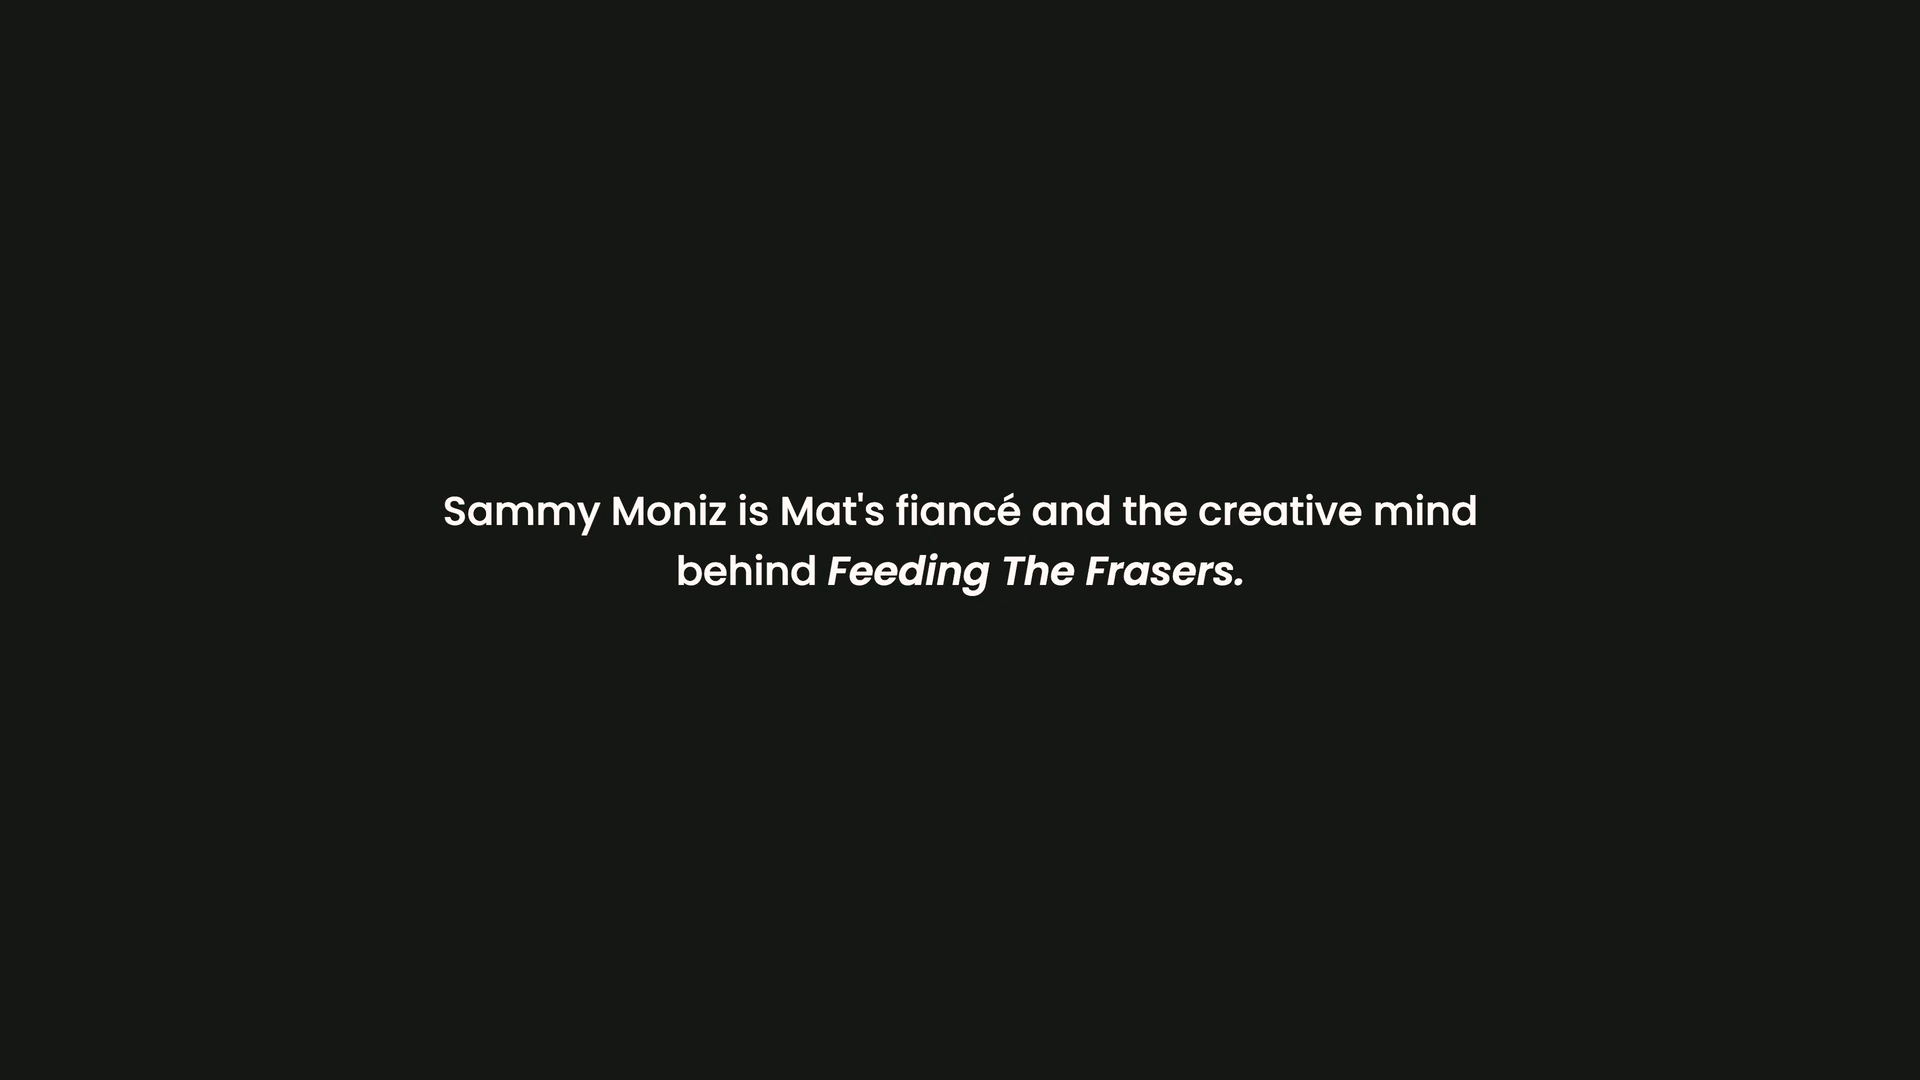 Sammy Moniz is Mat's fiancé and the creative mind
behind Feeding The Frasers.